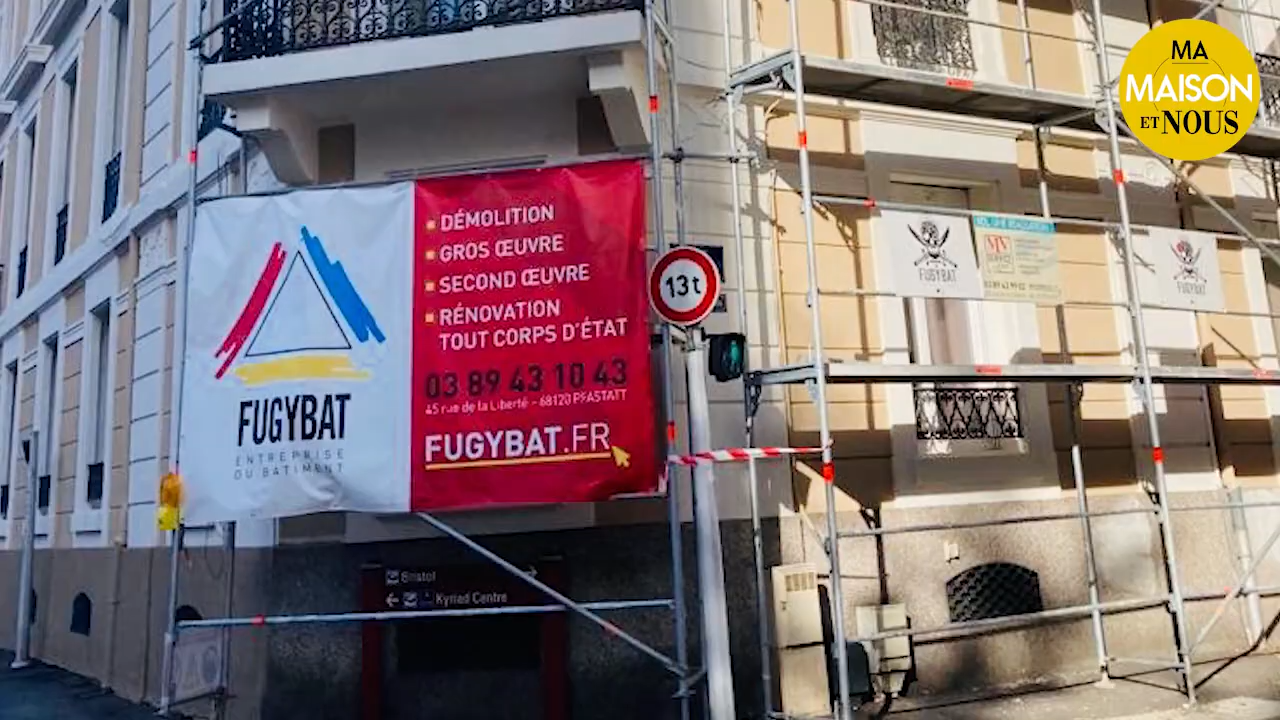 MA
MAISON
ET NOUS
DÉMOLITION
GROS ŒUVRE
SECOND ŒUVRE
RÉNOVATION
TOUT CORPS D'ÉTAT
03 89 43 10 43
45 rue de la Liberté - 68120 PFASTATT
FUGYBAT.FR
FUGYBAT
ENTREPRISE
DU BATIMENT
13t
FUGYBAT
MV
FUGYBAT
Bristol
Kyriad Centre